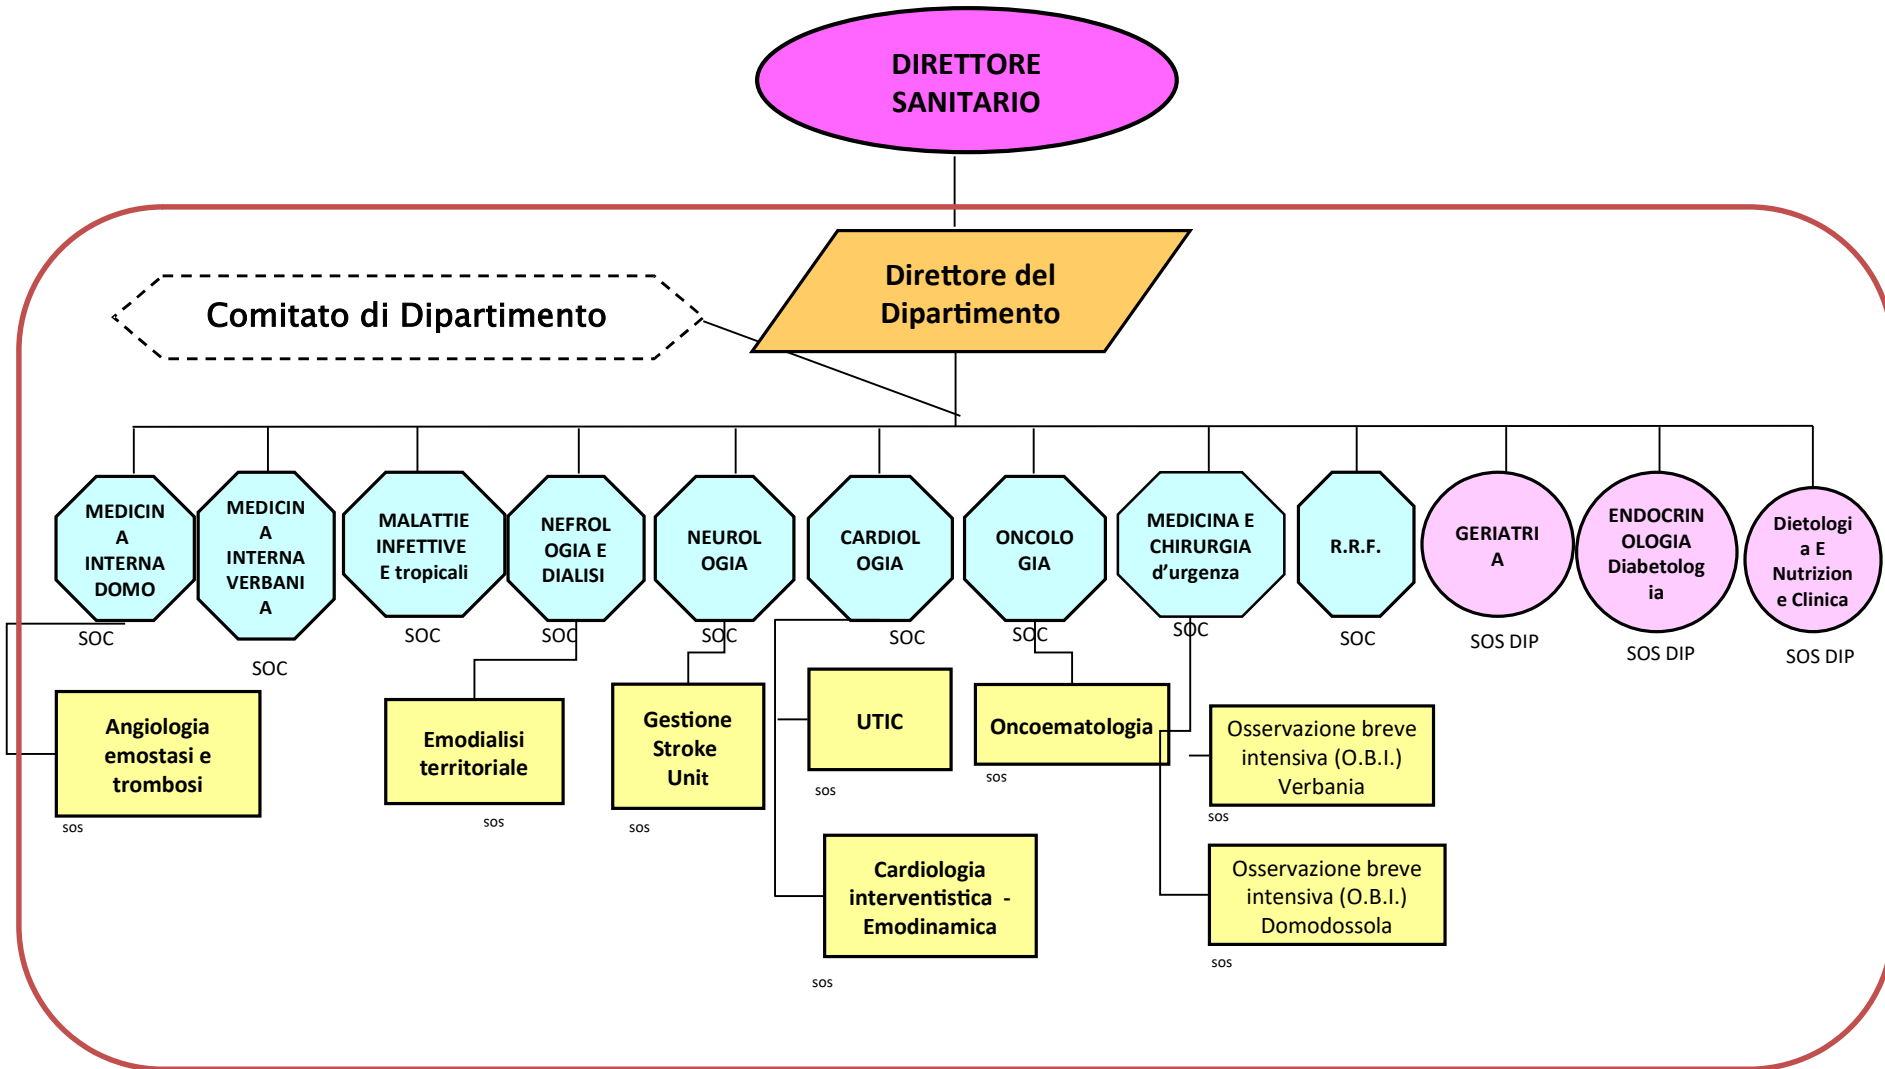 DIRETTORE
SANITARIO
Direttore del
Dipartimento
Comitato di Dipartimento
MEDICIN
A
INTERNA
DOMO
SOC
MEDICIN
A
INTERNA
VERBANI
A
SOC
MALATTIE
INFETTIVE
E tropicali
SOC
NEFROL
OGIA E
DIALISI
SOC
NEUROL
OGIA
SOC
CARDIOL
OGIA
SOC
ONCOLO
GIA
SOC
MEDICINA E
CHIRURGIA
d’urgenza
SOC
R.R.F.
SOC
GERIATRI
A
SOS DIP
ENDOCRIN
OLOGIA
Diabetolog
ia
SOS DIP
Dietologi
a E
Nutrizion
e Clinica
SOS DIP
Angiologia
emostasi e
trombosi
sos
Emodialisi
territoriale
sos
Gestione
Stroke
Unit
sos
UTIC
sos
Oncoematologia
sos
Osservazione breve
intensiva (O.B.I.)
Verbania
sos
Cardiologia
interventistica -
Emodinamica
sos
Osservazione breve
intensiva (O.B.I.)
Domodossola
sos